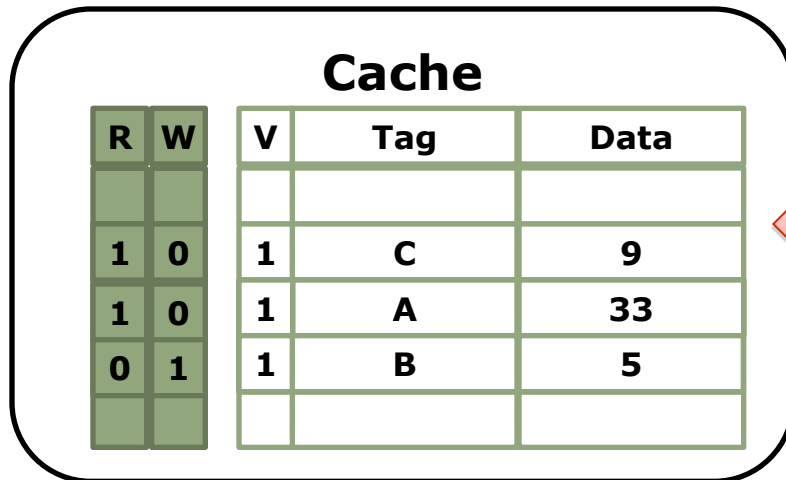 Cache
R W V Tag Data
1 0 1 C 9
1 0 1 A 33
0 1 1 B 5